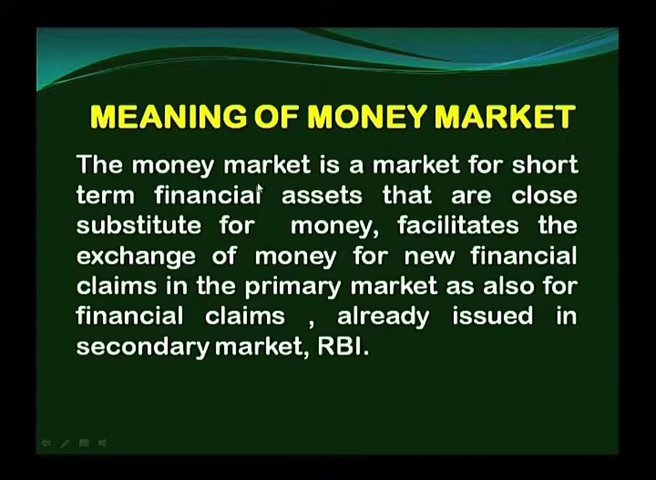 MEANING OF MONEY MARKET
The money market is a market for short
term financial assets that are close
substitute for money, facilitates the
exchange of money for new financial
claims in the primary market as also for
financial claims , already issued in
secondary market, RBI.